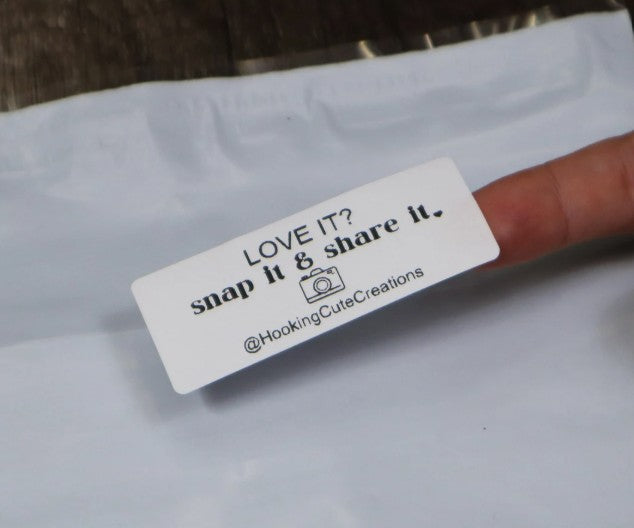 LOVE IT?
snap it & share it
@HookingCuteCreations